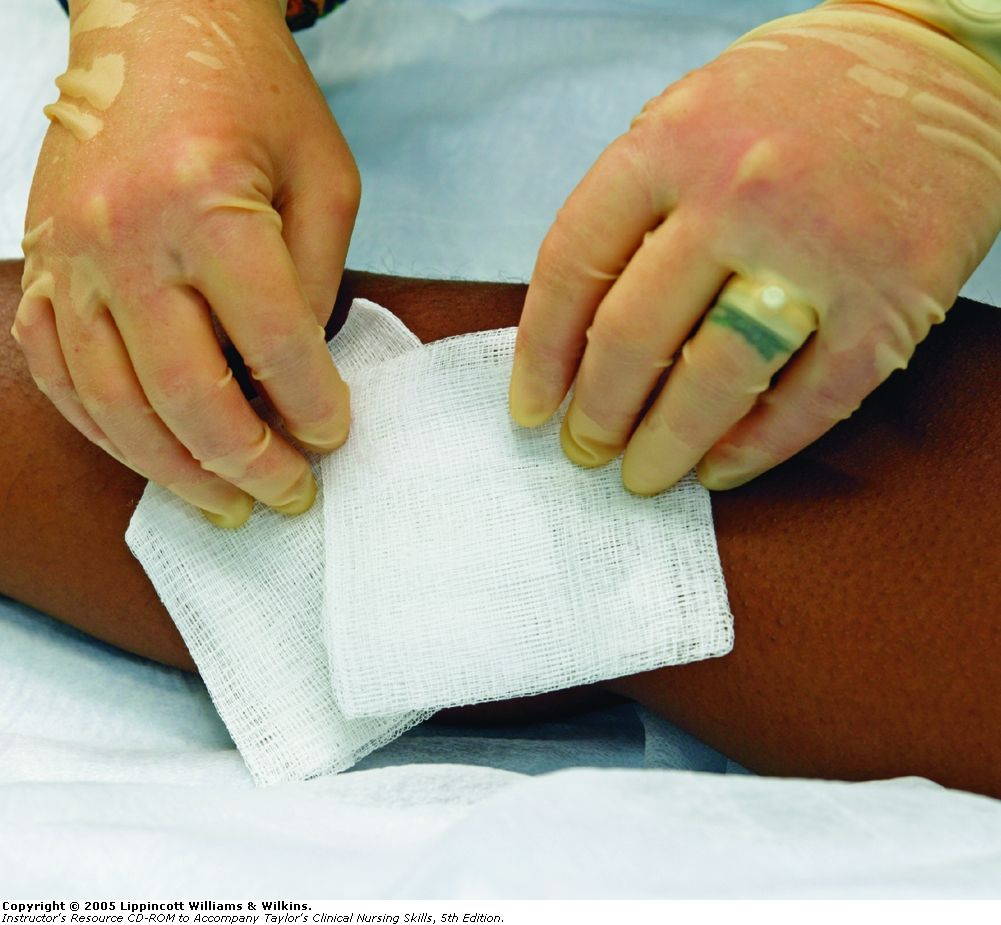 Copyright © 2005 Lippincott Williams & Wilkins.
Instructor's Resource CD-ROM to Accompany Taylor's Clinical Nursing Skills, 5th Edition.